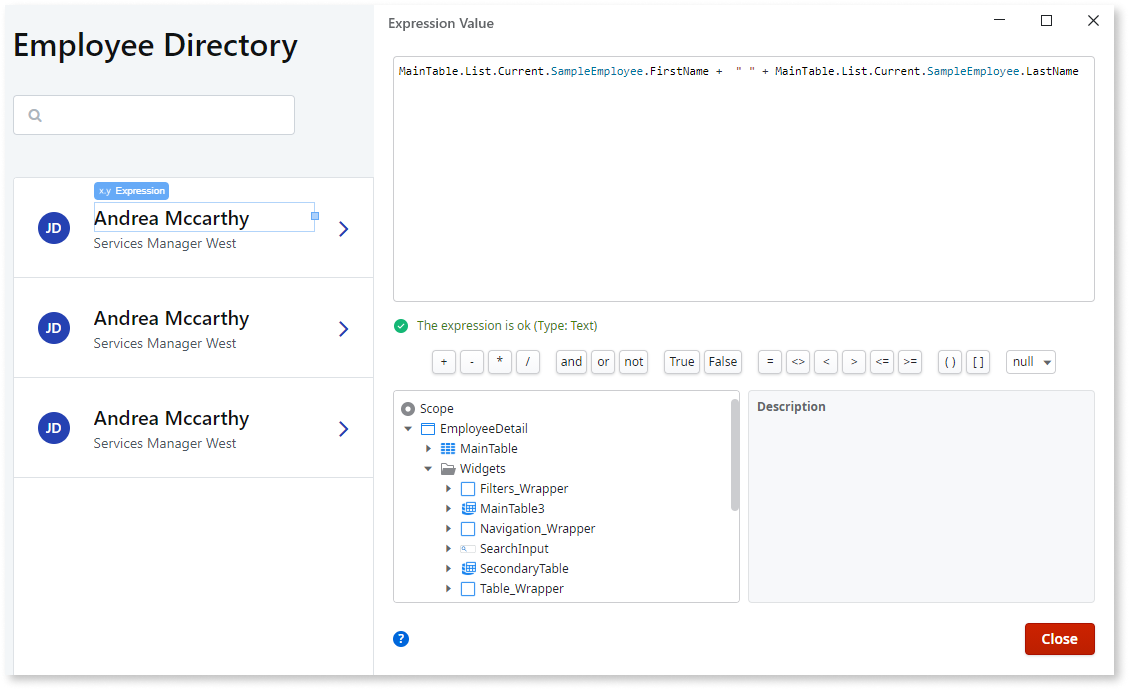 Employee Directory
x.y Expression
JD
Andrea Mccarthy
Services Manager West
JD
Andrea Mccarthy
Services Manager West
JD
Andrea Mccarthy
Services Manager West
Expression Value
MainTable.List.Current.SampleEmployee.FirstName + " " + MainTable.List.Current.SampleEmployee.LastName
The expression is ok (Type: Text)
+ - * / and or not True False = <> < > <= >= ( ) [ ] null
Scope
EmployeeDetail
MainTable
Widgets
Filters_Wrapper
MainTable3
Navigation_Wrapper
SearchInput
SecondaryTable
Table_Wrapper
Description
?
Close